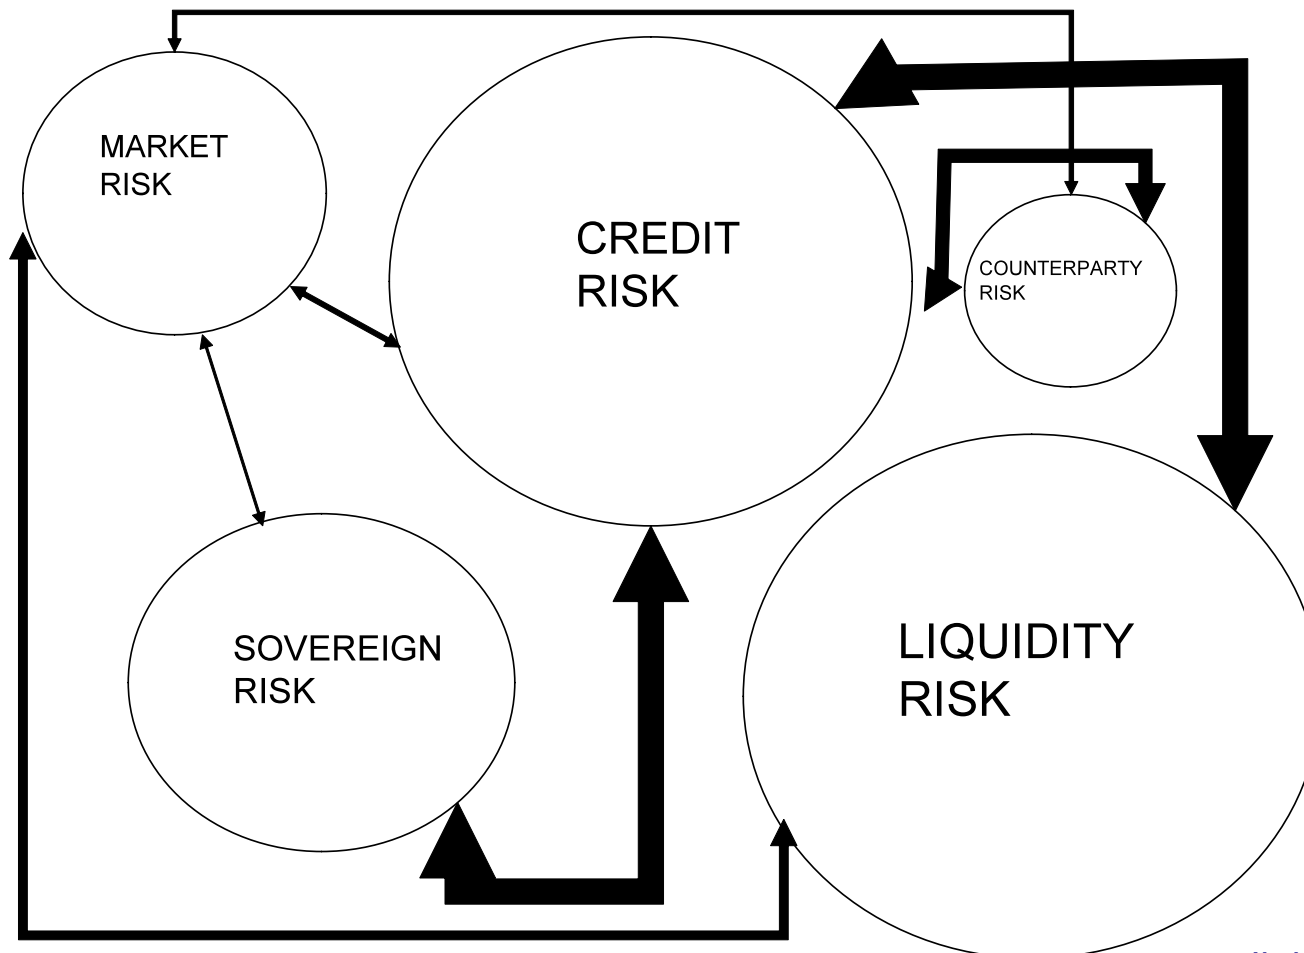 MARKET
RISK
CREDIT
RISK
COUNTERPARTY
RISK
SOVEREIGN
RISK
LIQUIDITY
RISK